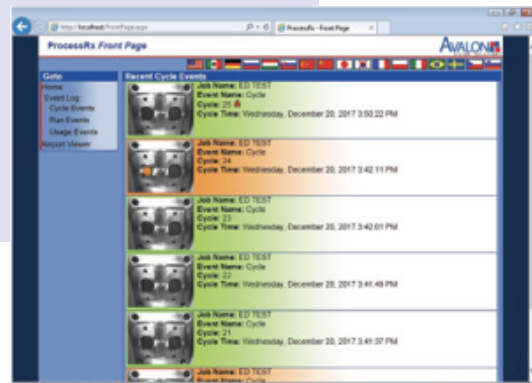 http://localhost/FrontPage.aspx
ProcessRx - Front Page
ProcessRx Front Page
AVALON
Goto
Home
Event Log:
Cycle Events
Run Events
Usage Events
Report Viewer
Recent Cycle Events
Job Name: ED TEST
Event Name: Cycle
Cycle: 25
Cycle Time: Wednesday, December 20, 2017 3:50:22 PM
Job Name: ED TEST
Event Name: Cycle
Cycle: 24
Cycle Time: Wednesday, December 20, 2017 3:42:11 PM
Job Name: ED TEST
Event Name: Cycle
Cycle: 23
Cycle Time: Wednesday, December 20, 2017 3:42:01 PM
Job Name: ED TEST
Event Name: Cycle
Cycle: 22
Cycle Time: Wednesday, December 20, 2017 3:41:49 PM
Job Name: ED TEST
Event Name: Cycle
Cycle: 21
Cycle Time: Wednesday, December 20, 2017 3:41:37 PM
Job Name: ED TEST
Event Name: Cycle